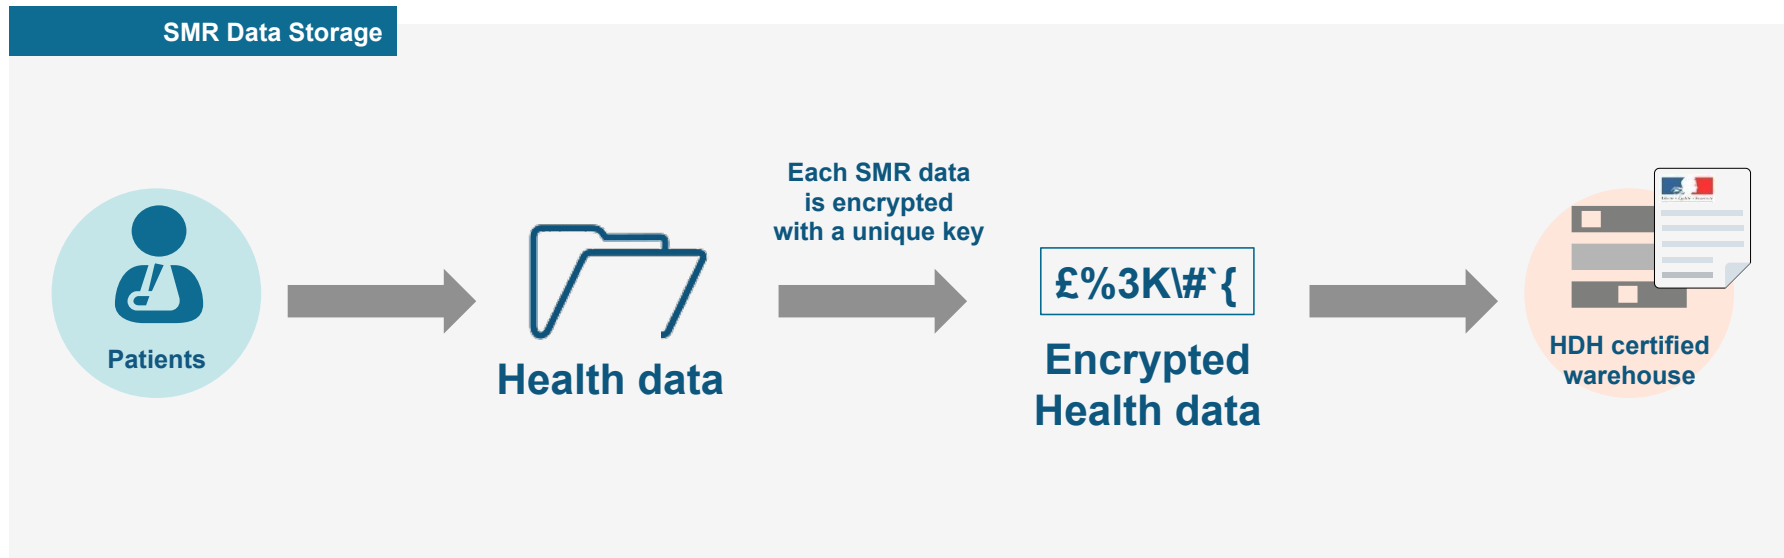 SMR Data Storage
Each SMR data
is encrypted
with a unique key
£%3K\#`{
Patients
Health data
Encrypted
Health data
HDH certified
warehouse